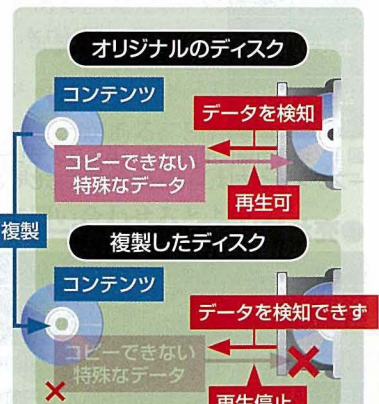 オリジナルのディスク
コンテンツ
データを検知
コピーできない
特殊なデータ
再生可
複製
複製したディスク
コンテンツ
データを検知できず
コピーできない
特殊なデータ
再生停止